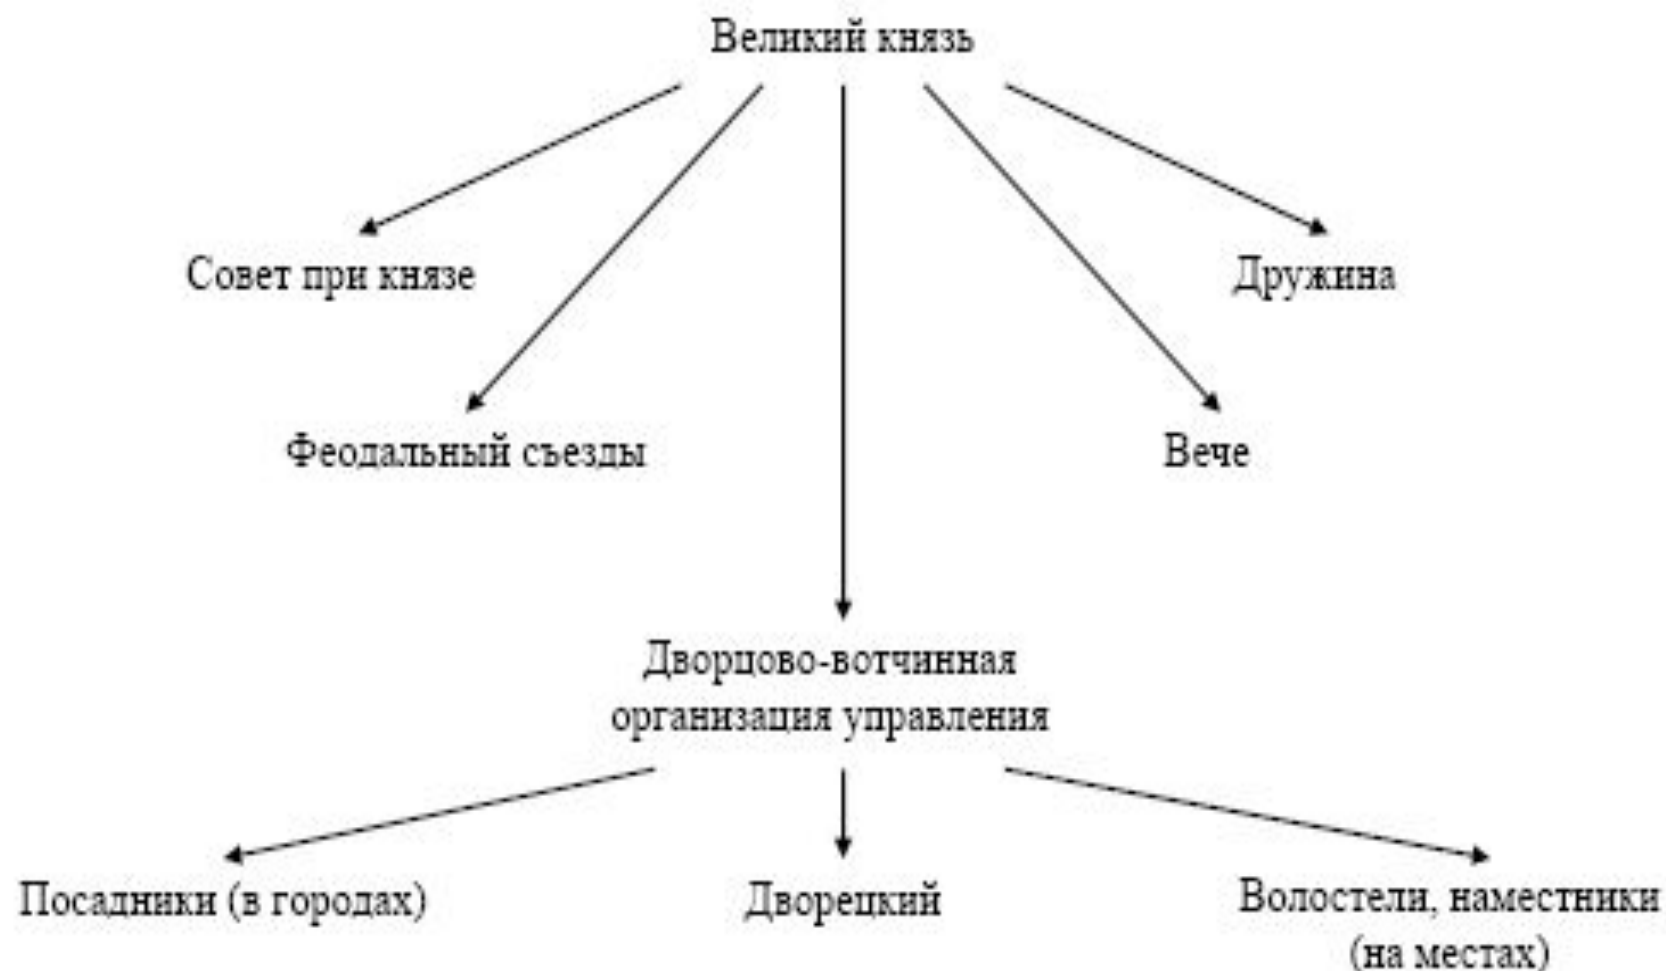 Великий князь
Совет при князе
Дружина
Феодальный съезды
Вече
Дворцово-вотчинная
организация управления
Посадники (в городах)
Дворецкий
Волостели, наместники
(на местах)